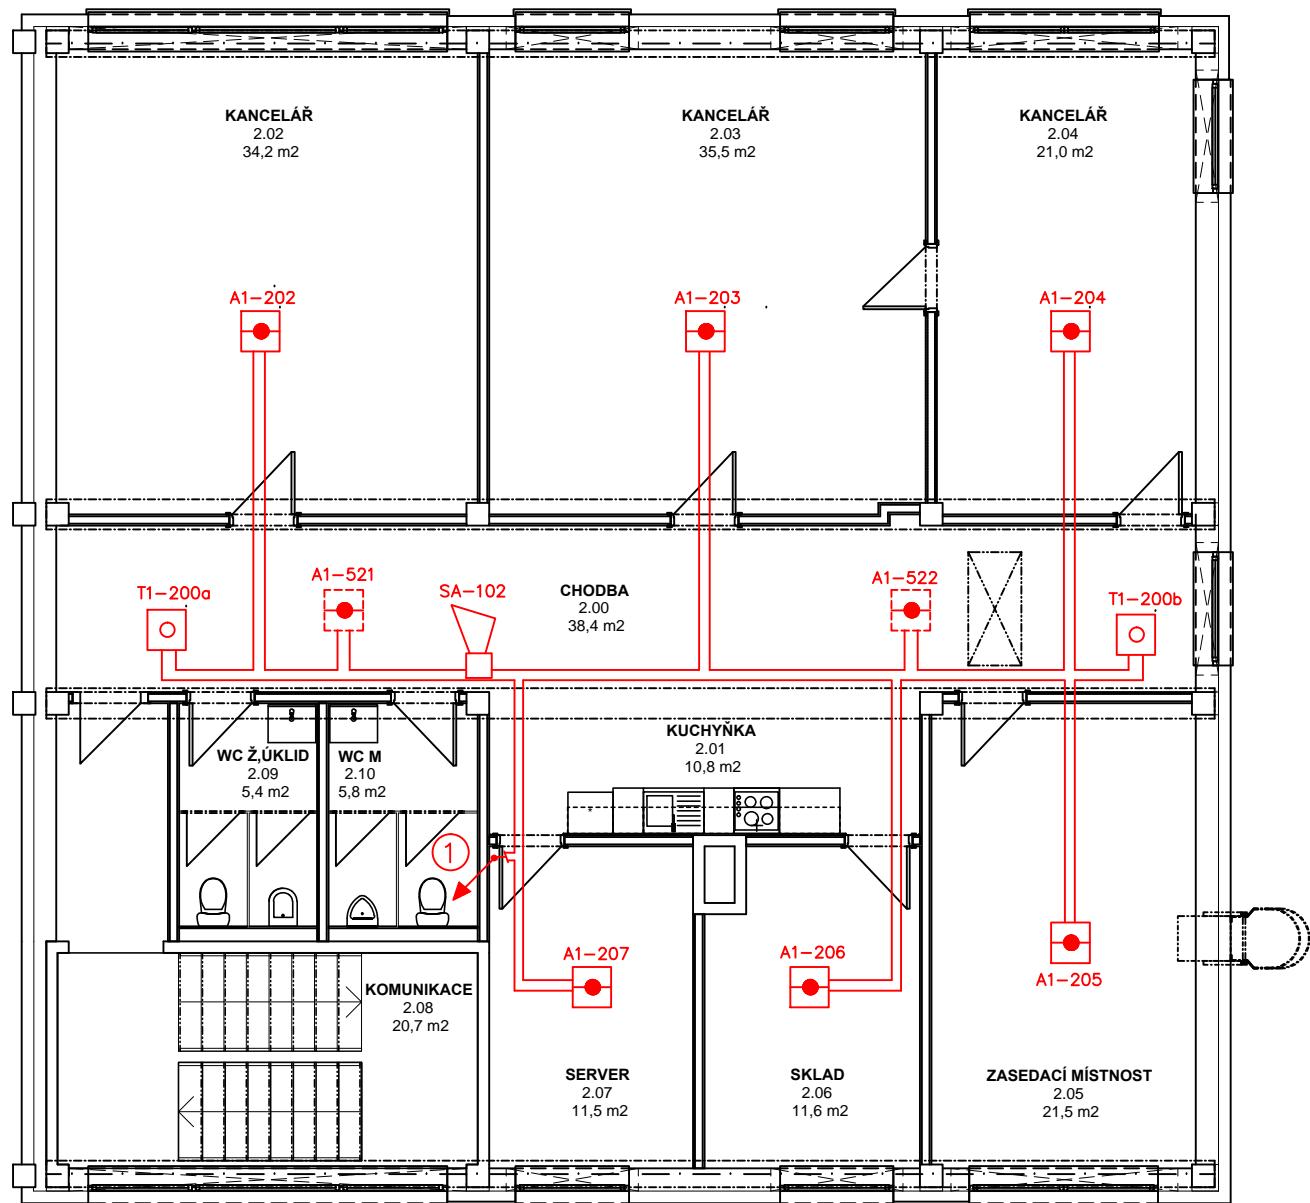 KANCELÁŘ
2.02
34,2 m2
KANCELÁŘ
2.03
35,5 m2
KANCELÁŘ
2.04
21,0 m2
A1-202
A1-203
A1-204
T1-200a
A1-521
SA-102
CHODBA
2.00
38,4 m2
A1-522
T1-200b
WC Ž,ÚKLID
2.09
5,4 m2
WC M
2.10
5,8 m2
KUCHYŇKA
2.01
10,8 m2
1
A1-207
A1-206
A1-205
KOMUNIKACE
2.08
20,7 m2
SERVER
2.07
11,5 m2
SKLAD
2.06
11,6 m2
ZASEDACÍ MÍSTNOST
2.05
21,5 m2